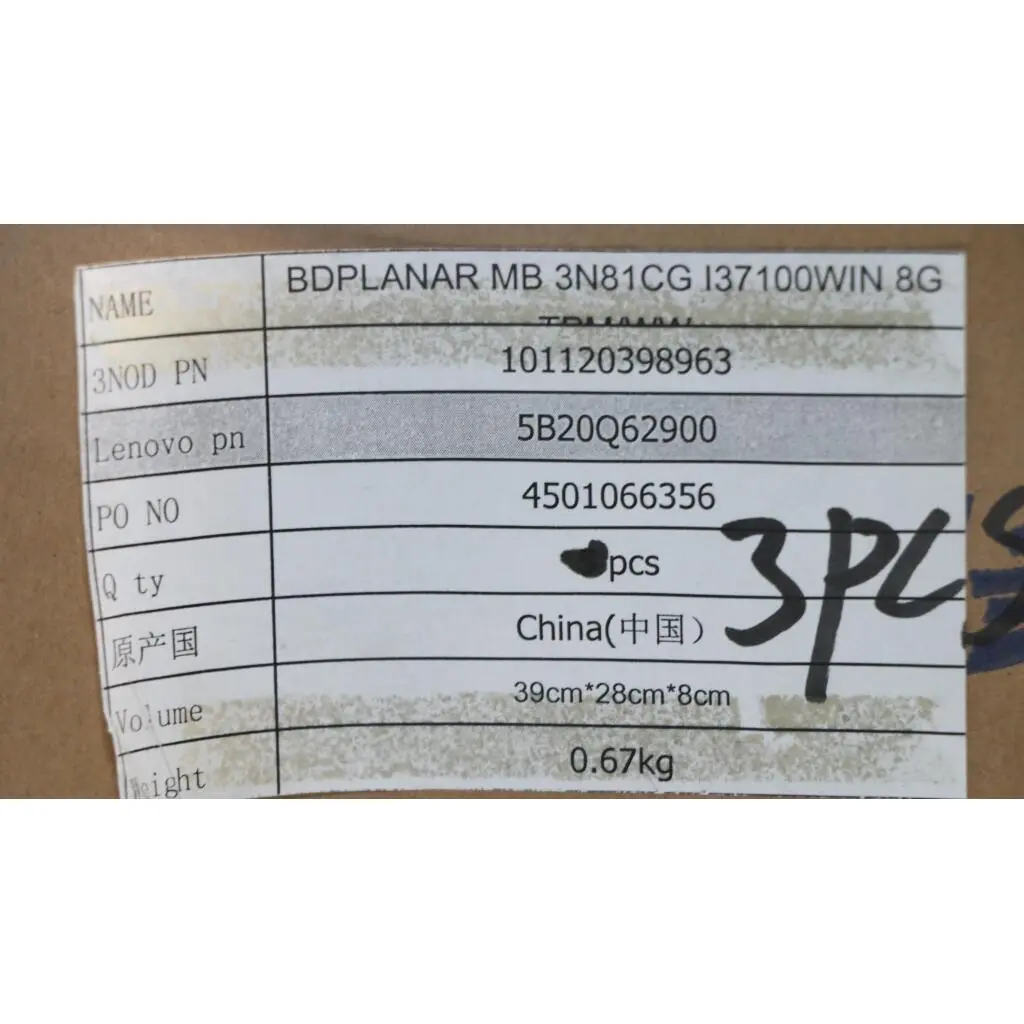 NAME BDPLANAR MB 3N81CG I37100WIN 8G
3NOD PN 101120398963
Lenovo pn 5B20Q62900
PO NO 4501066356
Q ty pcs 3PCS
原产国 China(中国)
Volume 39cm*28cm*8cm
Weight 0.67kg